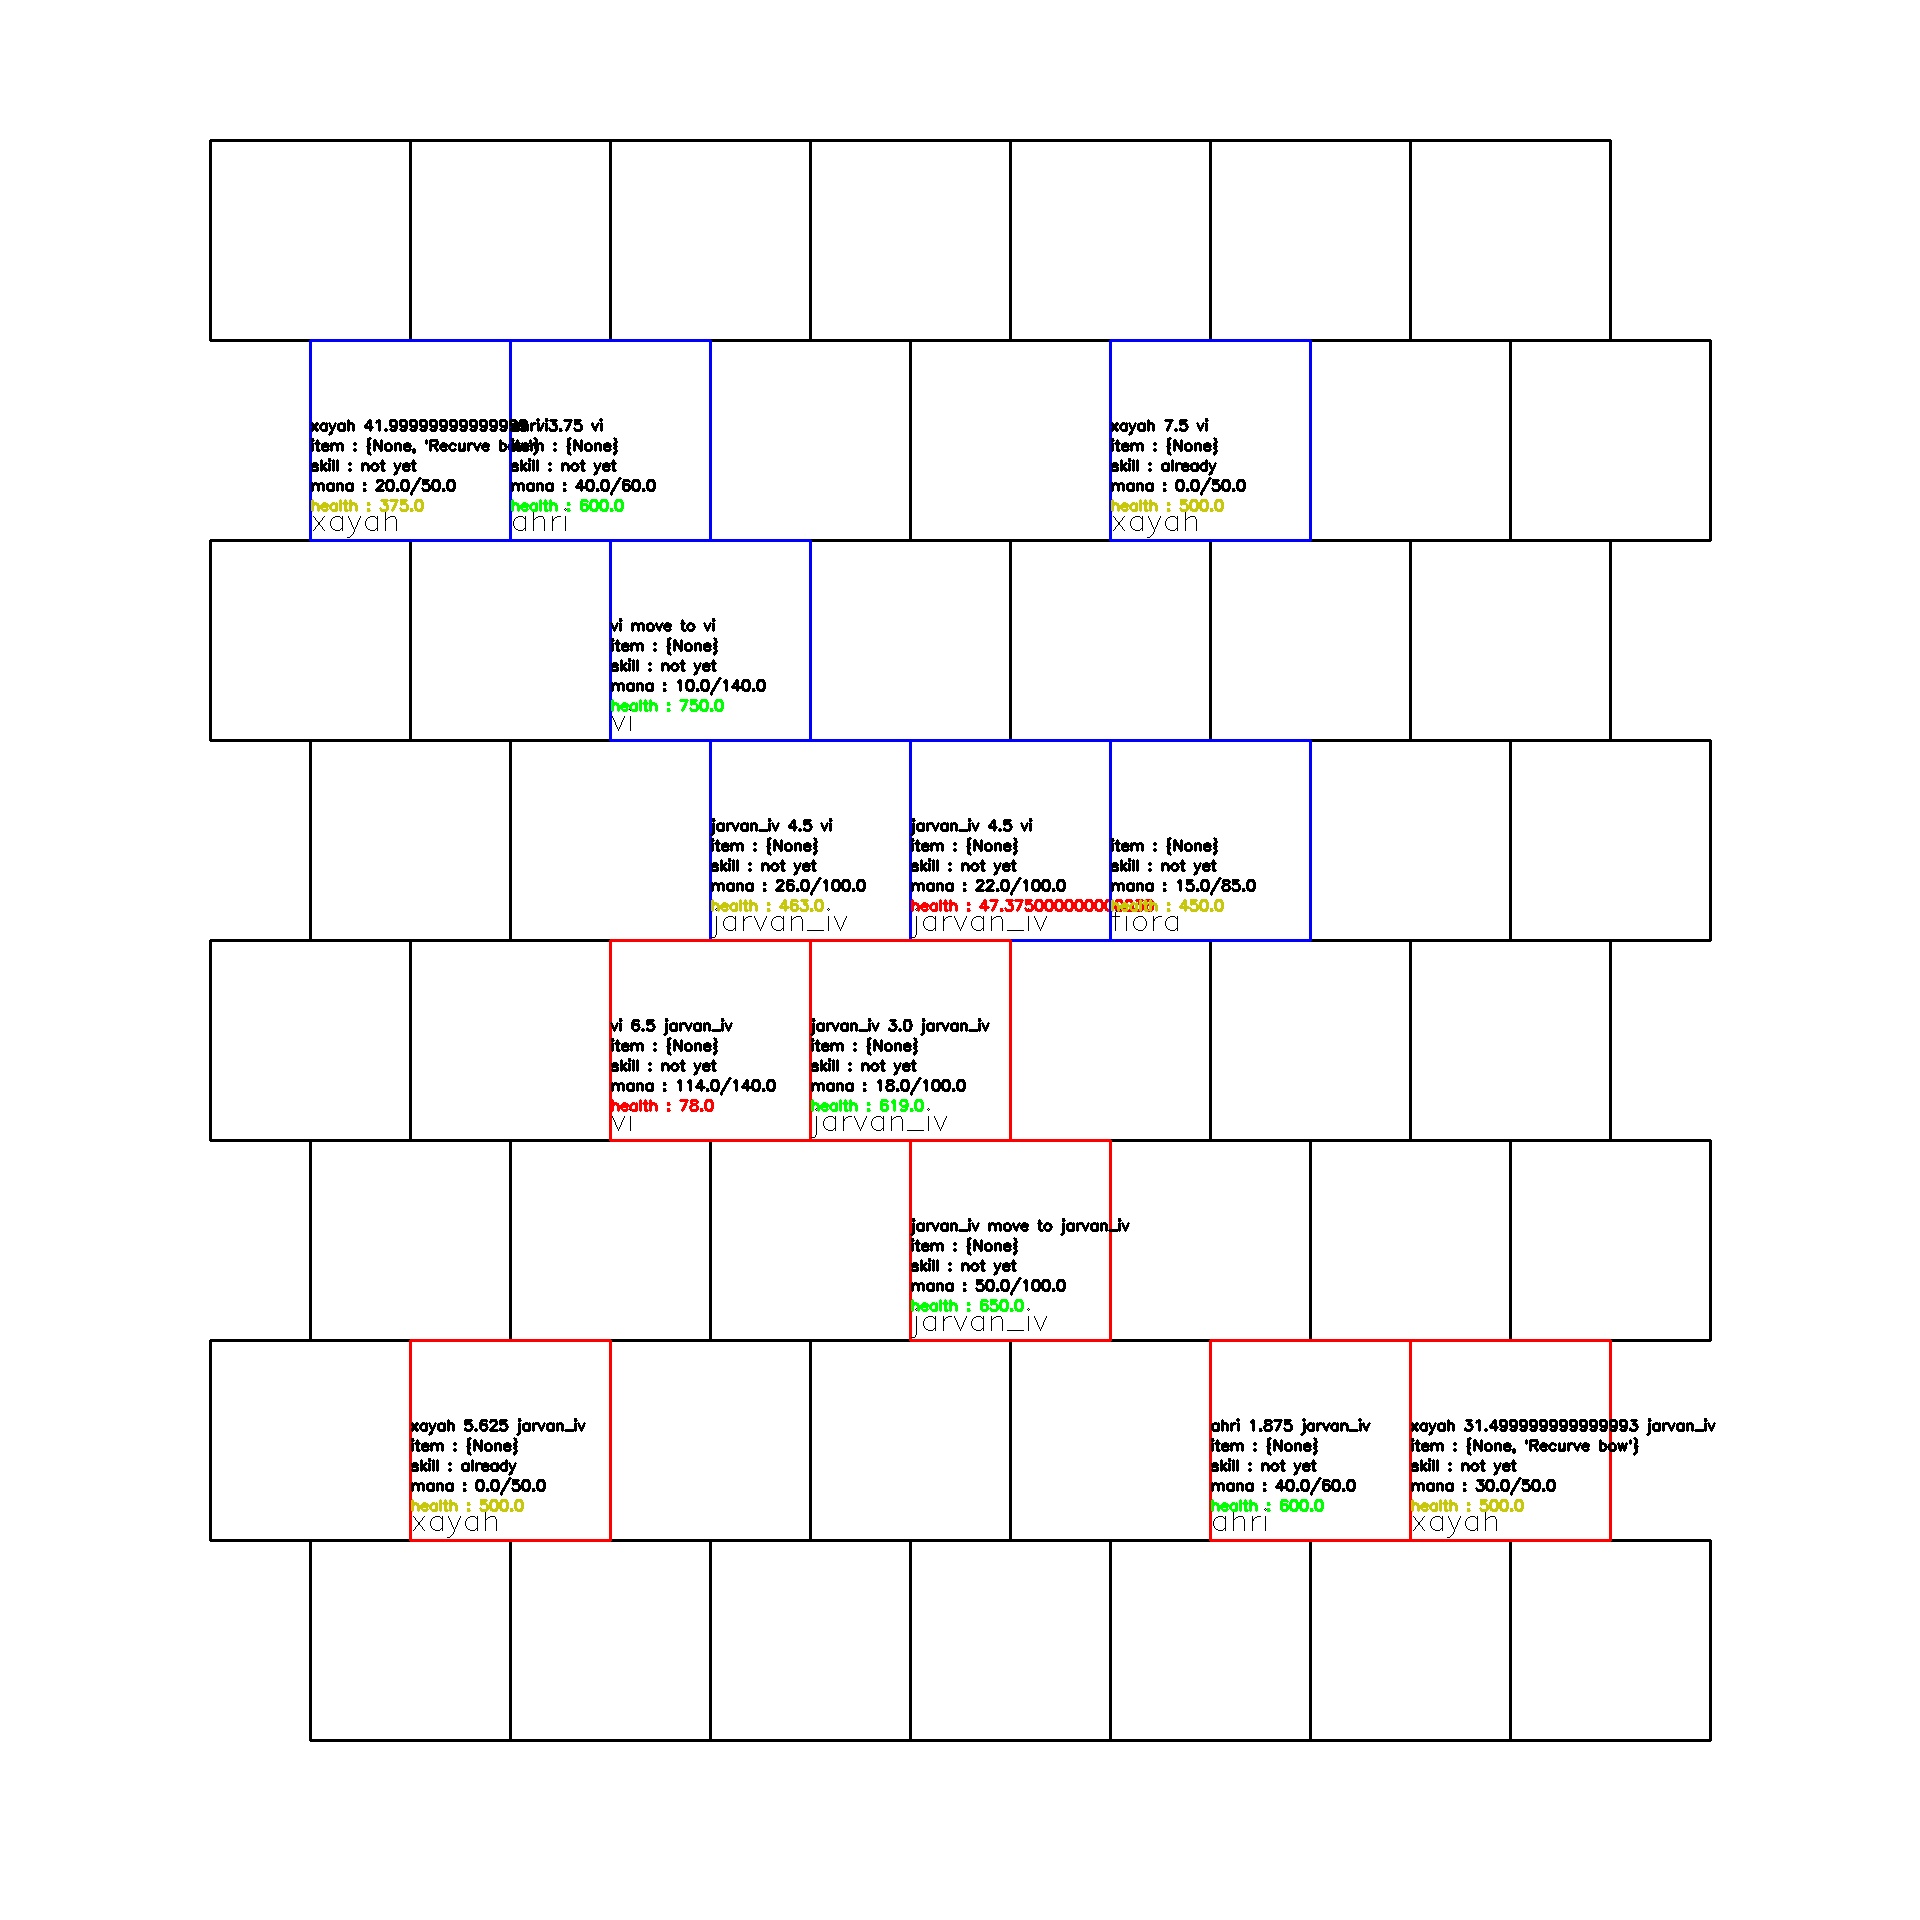 xayah 41.99999999999999 vi
item : {None, 'Recurve bow'}
skill : not yet
mana : 20.0/50.0
health : 375.0
xayah
ahri 3.75 vi
item : {None}
skill : not yet
mana : 40.0/60.0
health : 600.0
ahri
xayah 7.5 vi
item : {None}
skill : already
mana : 0.0/50.0
health : 500.0
xayah
vi move to vi
item : {None}
skill : not yet
mana : 10.0/140.0
health : 750.0
vi
jarvan_iv 4.5 vi
item : {None}
skill : not yet
mana : 26.0/100.0
health : 463.0
jarvan_iv
jarvan_iv 4.5 vi
item : {None}
skill : not yet
mana : 22.0/100.0
health :
jarvan_iv
item : {None}
skill : not yet
mana : 15.0/85.0
health : 450.0
fiora
vi 6.5 jarvan_iv
item : {None}
skill : not yet
mana : 114.0/140.0
health : 78.0
vi
jarvan_iv 3.0 jarvan_iv
item : {None}
skill : not yet
mana : 18.0/100.0
health : 619.0
jarvan_iv
jarvan_iv move to jarvan_iv
item : {None}
skill : not yet
mana : 50.0/100.0
health : 650.0
jarvan_iv
xayah 5.625 jarvan_iv
item : {None}
skill : already
mana : 0.0/50.0
health : 500.0
xayah
ahri 1.875 jarvan_iv
item : {None}
skill : not yet
mana : 40.0/60.0
health : 600.0
ahri
xayah 31.499999999999993 jarvan_iv
item : {None, 'Recurve bow'}
skill : not yet
mana : 30.0/50.0
health : 500.0
xayah